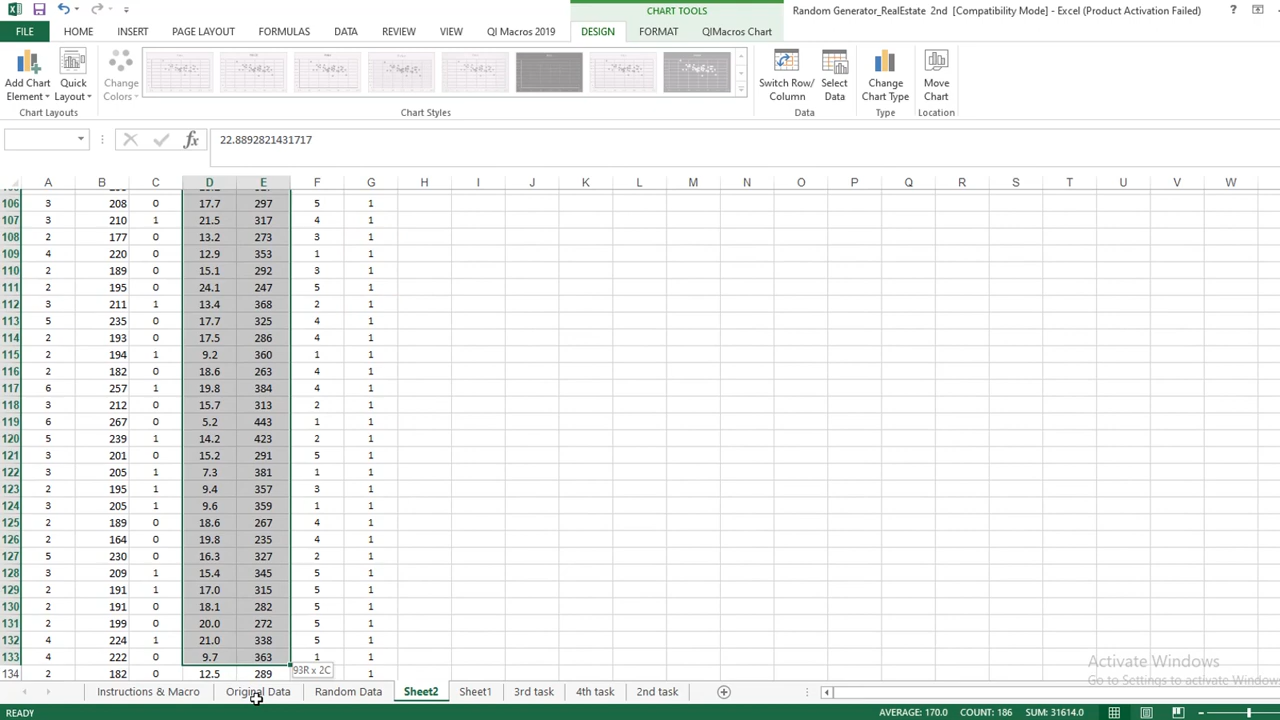 CHART TOOLS
Random Generator_RealEstate 2nd [Compatibility Mode] - Excel (Product Activation Failed)
FILE HOME INSERT PAGE LAYOUT FORMULAS DATA REVIEW VIEW QI Macros 2019 DESIGN FORMAT QIMacros Chart
Add Chart Element Quick Layout Change Colors Switch Row/Column Select Data Change Chart Type Move Chart
Chart Layouts Chart Styles Data Type Location
fx 22.8892821431717
A B C D E F G H I J K L M N O P Q R S T U V W
106 3 208 0 17.7 297 5 1
107 3 210 1 21.5 317 4 1
108 2 177 0 13.2 273 3 1
109 4 220 0 12.9 353 1 1
110 2 189 0 15.1 292 3 1
111 2 195 0 24.1 247 5 1
112 3 211 1 13.4 368 2 1
113 5 235 0 17.7 325 4 1
114 2 193 0 17.5 286 4 1
115 2 194 1 9.2 360 1 1
116 2 182 0 18.6 263 4 1
117 6 257 1 19.8 384 4 1
118 3 212 0 15.7 313 2 1
119 6 267 0 5.2 443 1 1
120 5 239 1 14.2 423 2 1
121 3 201 0 15.2 291 5 1
122 3 205 1 7.3 381 1 1
123 2 195 1 9.4 357 3 1
124 3 205 1 9.6 359 1 1
125 2 189 0 18.6 267 4 1
126 2 164 0 19.8 235 4 1
127 5 230 0 16.3 327 2 1
128 3 209 1 15.4 345 5 1
129 2 191 1 17.0 315 5 1
130 2 191 0 18.1 282 5 1
131 2 199 0 20.0 272 5 1
132 4 224 1 21.0 338 5 1
133 4 222 0 9.7 363 1 1
134 2 182 0 12.5 289
93R x 2C
Activate Windows
Go to Settings to activate Windows
Instructions & Macro Original Data Random Data Sheet2 Sheet1 3rd task 4th task 2nd task
READY AVERAGE: 170.0 COUNT: 186 SUM: 31614.0